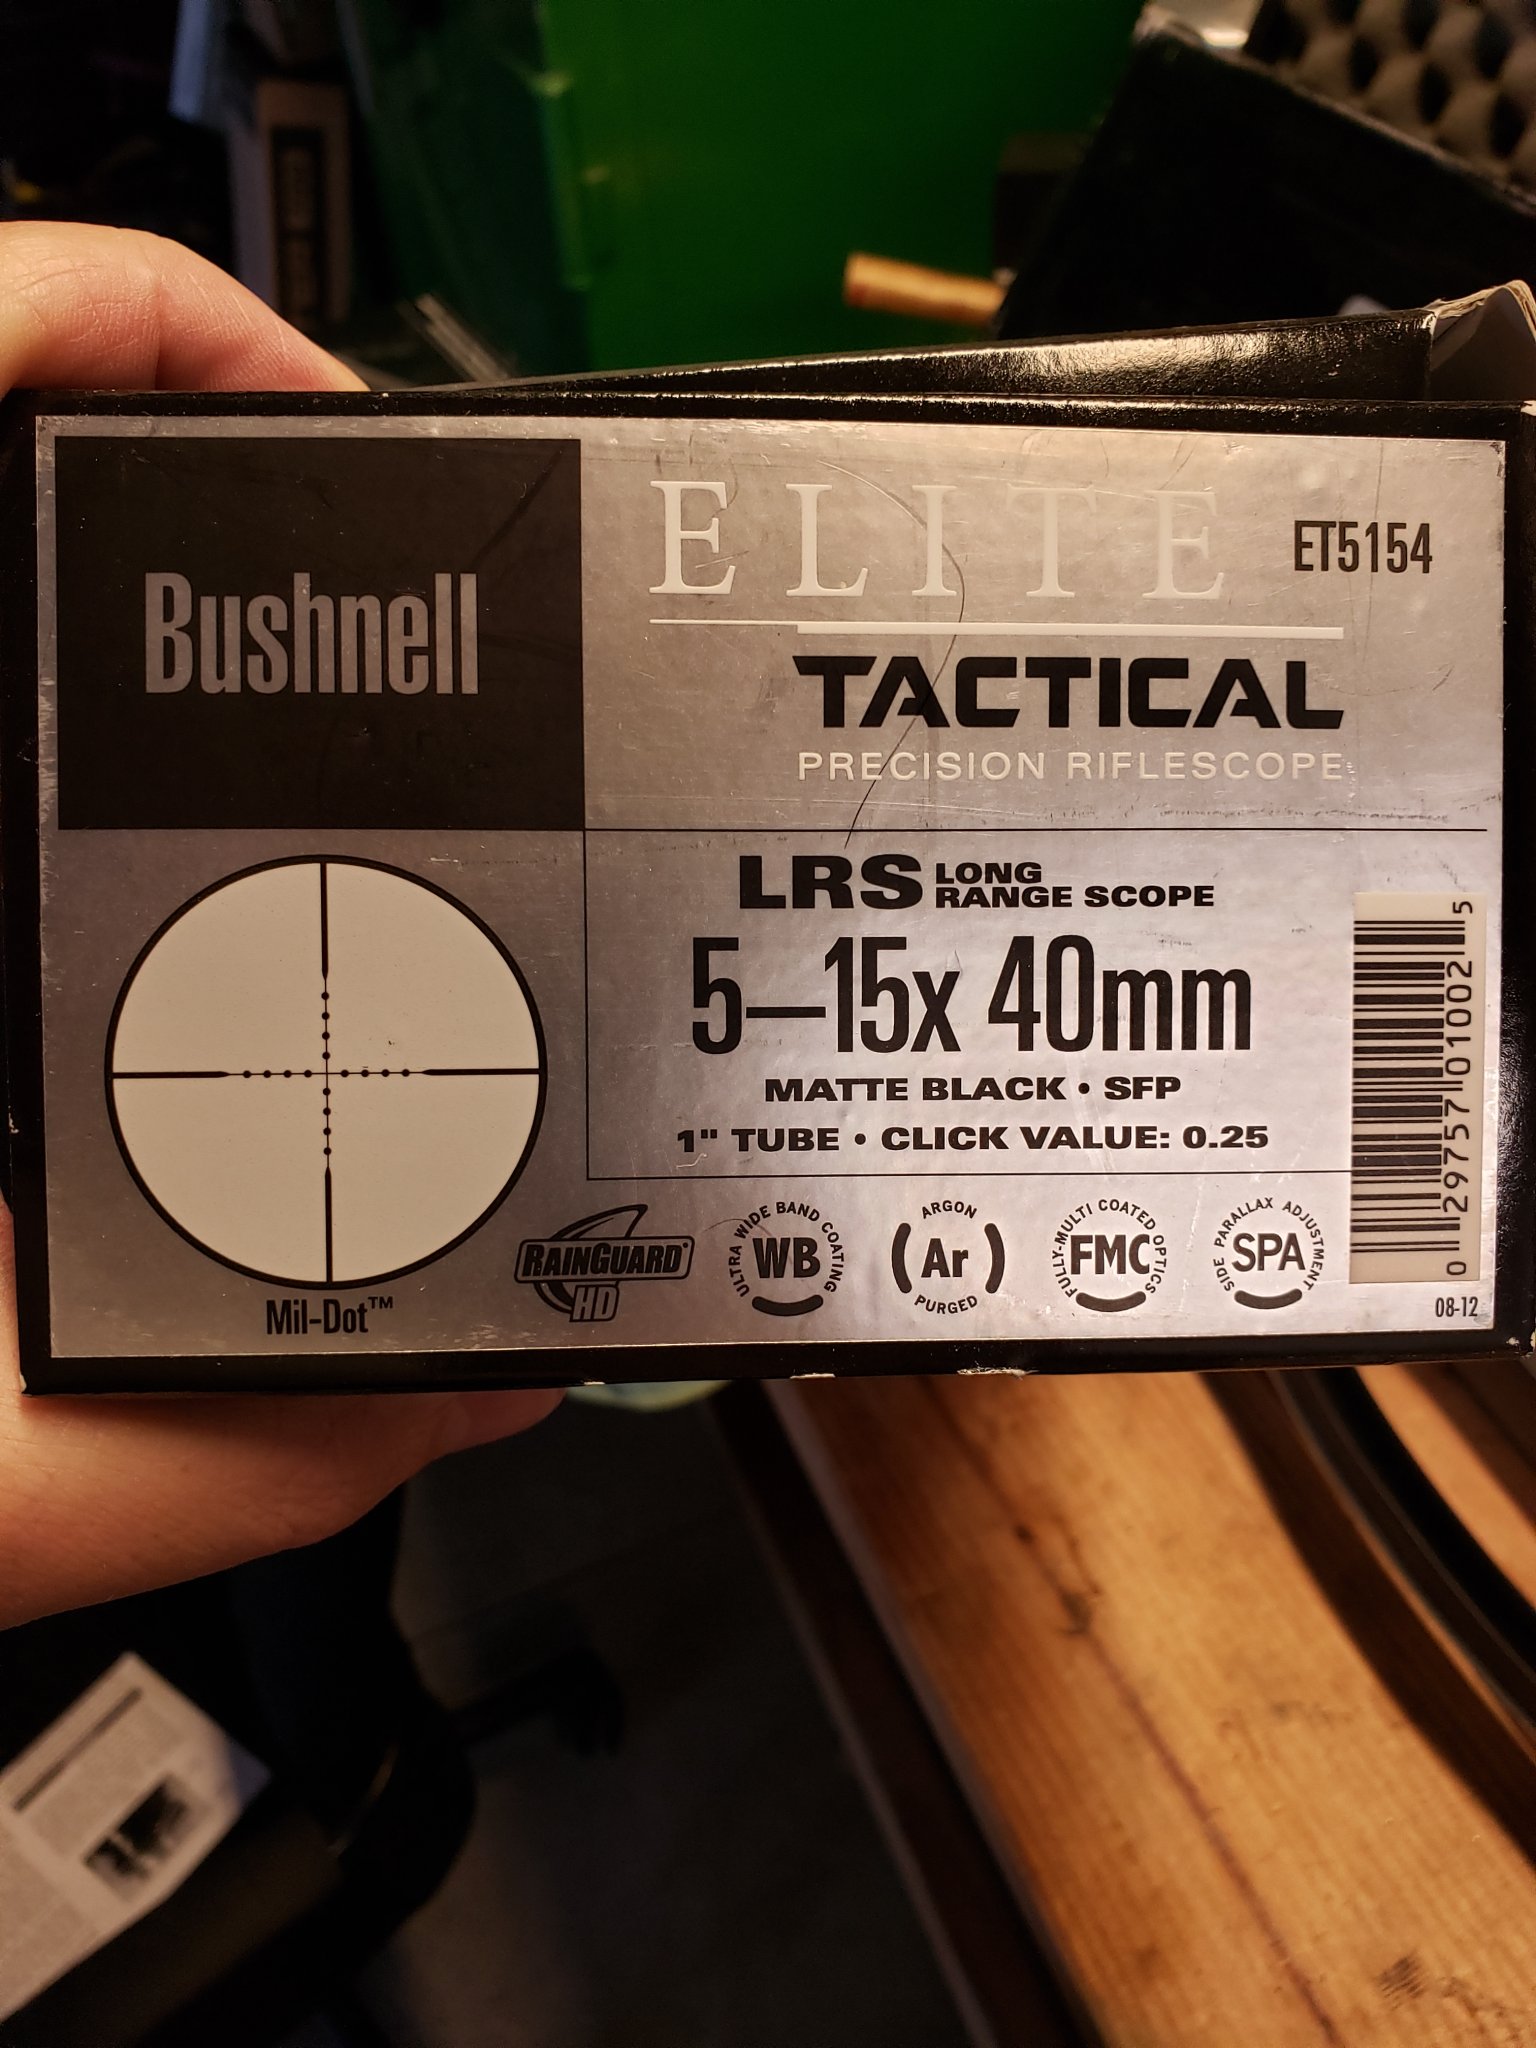 Bushnell
ELITE
ET5154
TACTICAL
PRECISION RIFLESCOPE
LRS LONG RANGE SCOPE
5–15x 40mm
MATTE BLACK • SFP
1" TUBE • CLICK VALUE: 0.25
Mil-Dot™
RAINGUARD® HD
ULTRA WIDE BAND COATING
WB
ARGON
(Ar)
PURGED
FULLY-MULTI COATED OPTICS
FMC
SIDE PARALLAX ADJUSTMENT
SPA
0 29757 01002 5
08-12